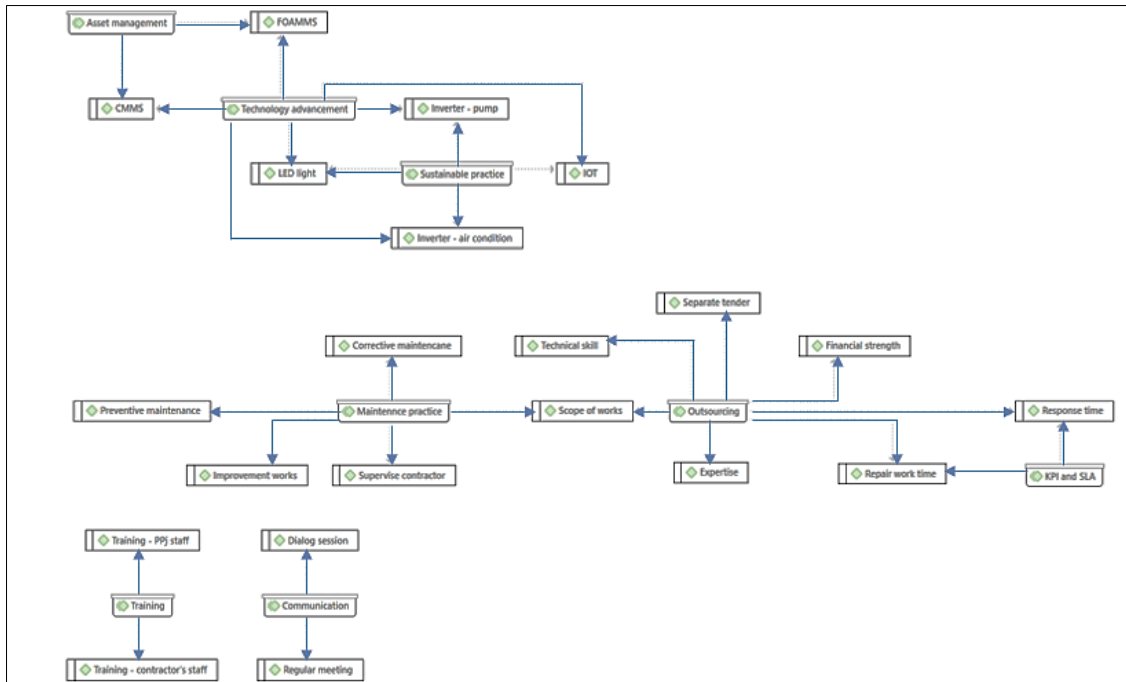 Asset management
FOAMMS
CMMS
Technology advancement
Inverter - pump
LED light
Sustainable practice
IOT
Inverter - air condition
Separate tender
Corrective maintencane
Technical skill
Financial strength
Preventive maintenance
Maintennce practice
Scope of works
Outsourcing
Response time
Improvement works
Supervise contractor
Expertise
Repair work time
KPI and SLA
Training - PPj staff
Dialog session
Training
Communication
Training - contractor's staff
Regular meeting